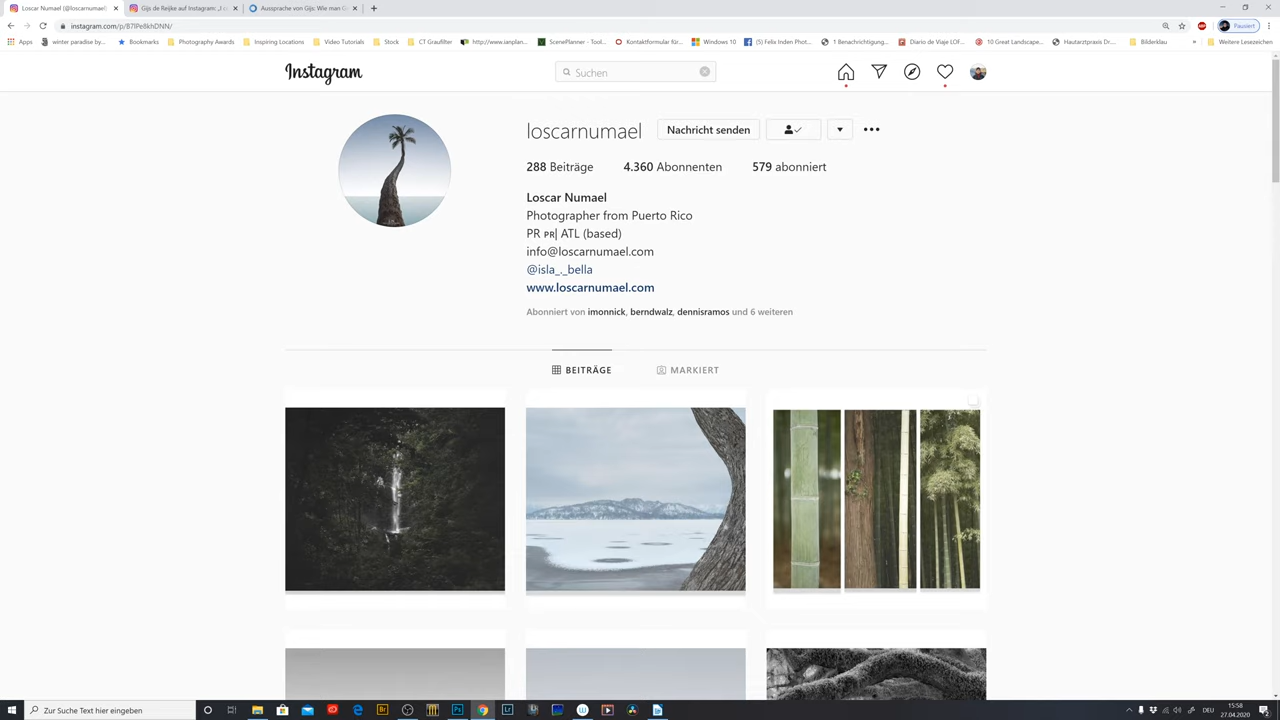 Loscar Numael (@loscarnumael
Gijs de Reijke auf Instagram: „I o
Aussprache von Gijs: Wie man G
instagram.com/p/B7lPe8khDNN/
Pausiert
Apps
winter paradise by...
Bookmarks
Photography Awards
Inspiring Locations
Video Tutorials
Stock
CT Graufilter
http://www.ianplan...
ScenePlanner - Tool...
Kontaktformular für...
Windows 10
(5) Felix Inden Phot...
1 Benachrichtigung...
Diario de Viaje LOF...
10 Great Landscape...
Hautarztpraxis Dr....
Bilderklau
»
Weitere Lesezeichen
Instagram
Suchen
loscarnumael
Nachricht senden
288 Beiträge
4.360 Abonnenten
579 abonniert
Loscar Numael
Photographer from Puerto Rico
PR PR| ATL (based)
info@loscarnumael.com
@isla_._bella
www.loscarnumael.com
Abonniert von imonnick, berndwalz, dennisramos und 6 weiteren
BEITRÄGE
MARKIERT
Zur Suche Text hier eingeben
Br
Ps
Lr
DEU
15:58
27.04.2020